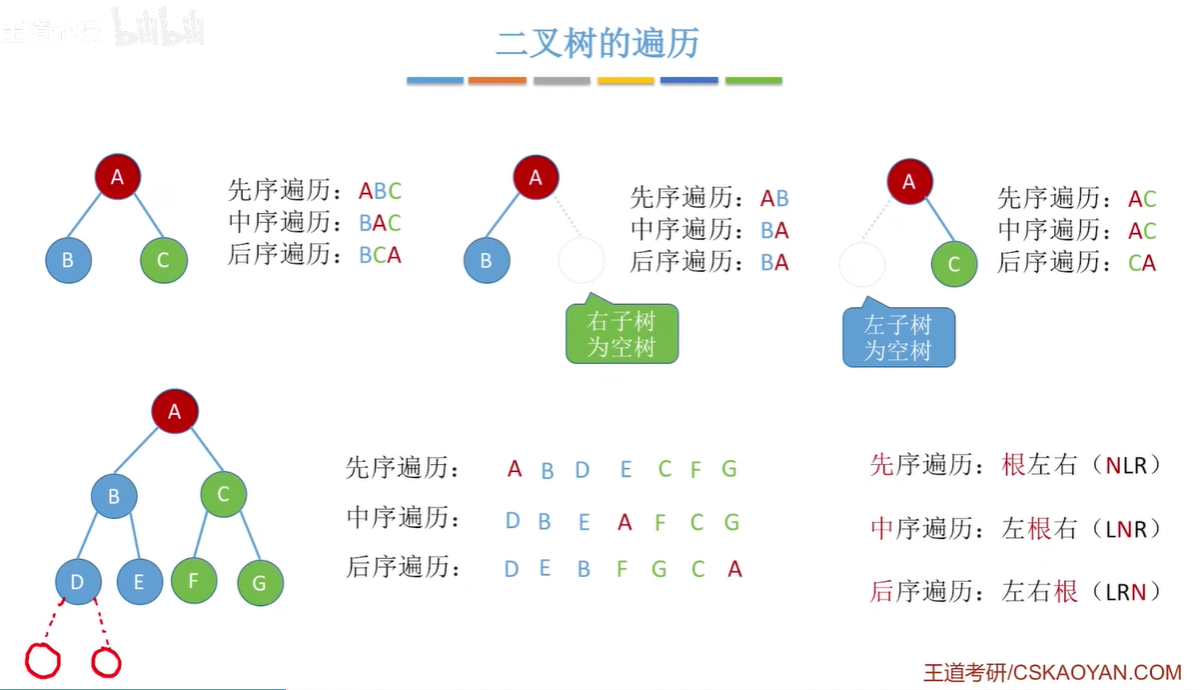 王道论坛 bilibili
二叉树的遍历
A
B C
先序遍历：ABC
中序遍历：BAC
后序遍历：BCA
A
B
右子树
为空树
先序遍历：AB
中序遍历：BA
后序遍历：BA
A
C
左子树
为空树
先序遍历：AC
中序遍历：AC
后序遍历：CA
A
B C
D E F G
先序遍历： A B D E C F G
中序遍历： D B E A F C G
后序遍历： D E B F G C A
先序遍历：根左右（NLR）
中序遍历：左根右（LNR）
后序遍历：左右根（LRN）
王道考研/CSKAOYAN.COM